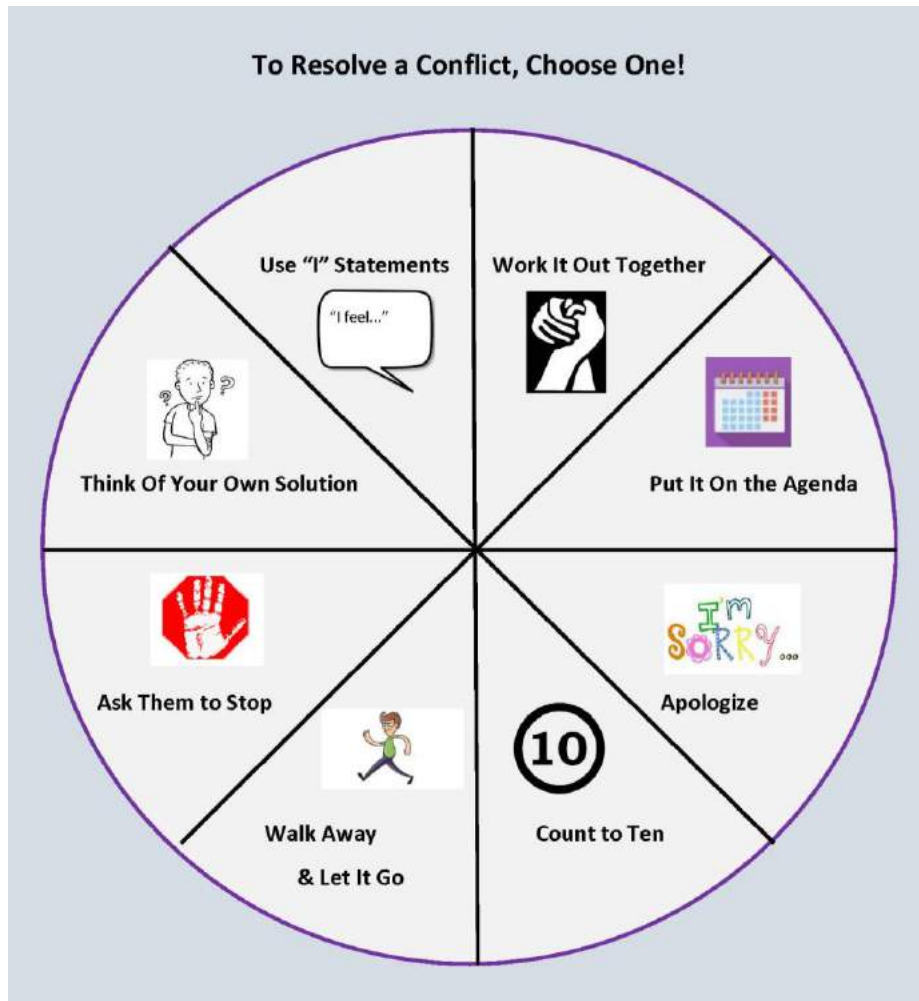 To Resolve a Conflict, Choose One!
Use “I” Statements
“I feel...”
Work It Out Together
Put It On the Agenda
I'M
SORRY...
Apologize
10
Count to Ten
Walk Away
& Let It Go
Ask Them to Stop
? ?
Think Of Your Own Solution